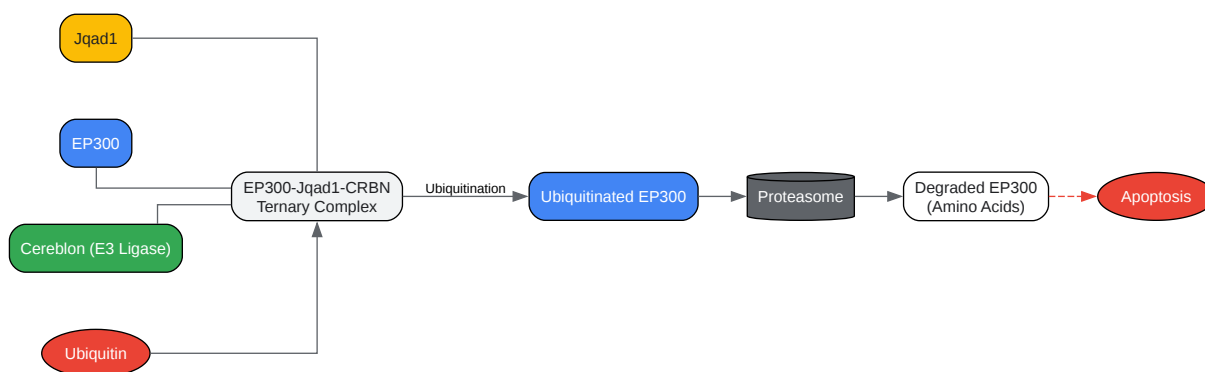 Jqad1
EP300
EP300-Jqad1-CRBN
Ternary Complex
Cereblon (E3 Ligase)
Ubiquitin
Ubiquitination
Ubiquitinated EP300
Proteasome
Degraded EP300
(Amino Acids)
Apoptosis